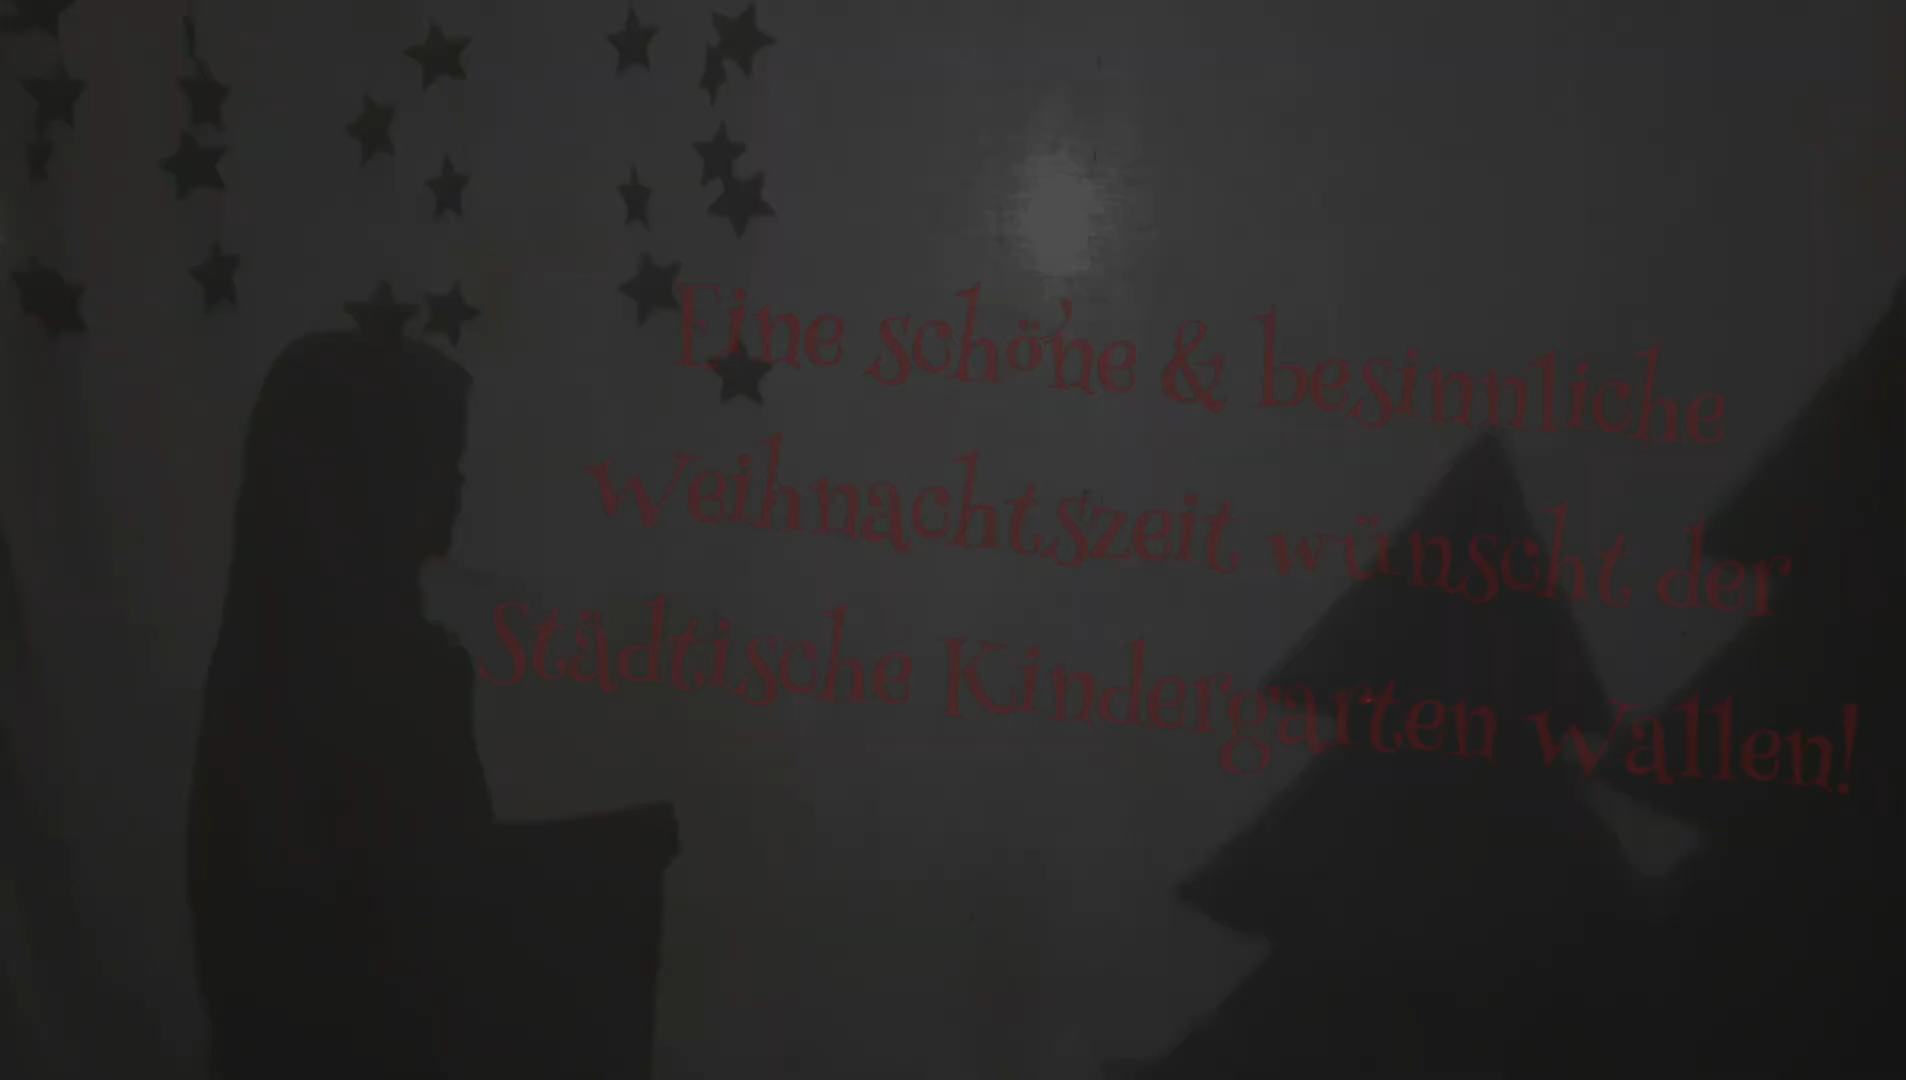 Eine schöne & besinnliche
Weihnachtszeit wünscht der
Städtische Kindergarten Wallen!